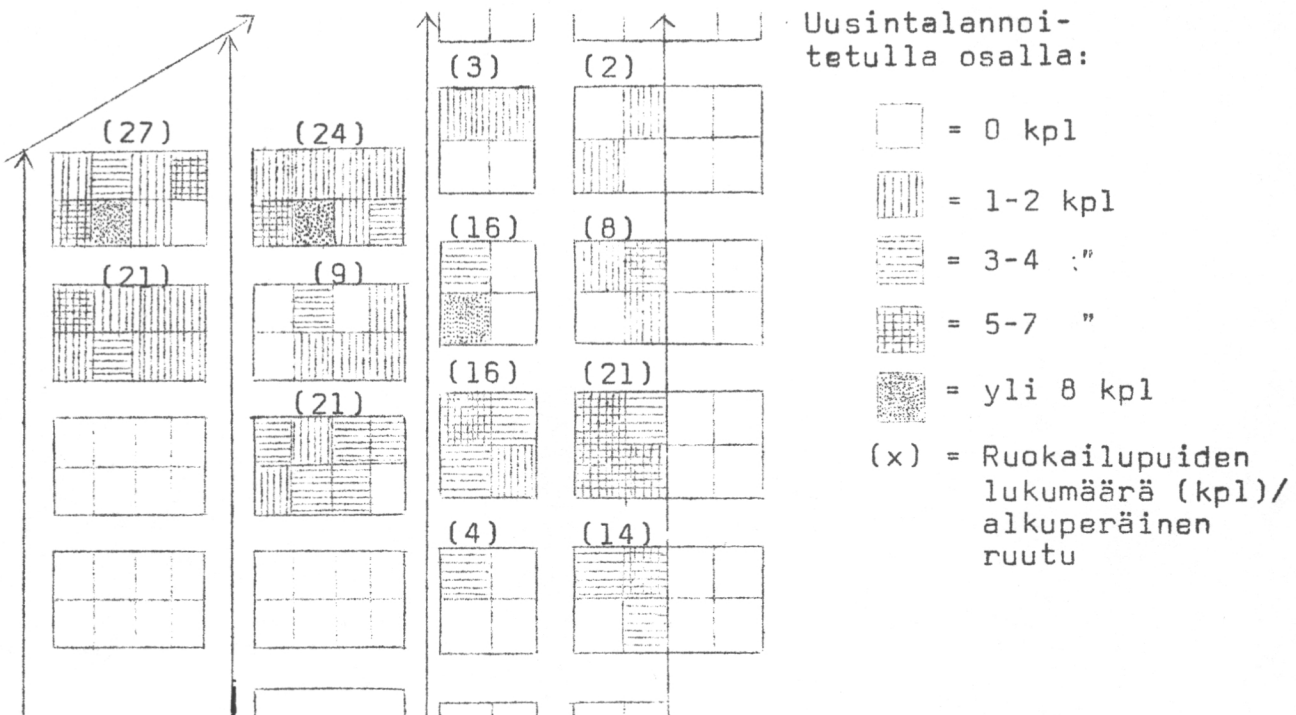 Uusintalannoi-
tetulla osalla:
(3) (2)
(27) (24)
= 0 kpl
= 1-2 kpl
(16) (8)
= 3-4 "
(21) (9)
= 5-7 "
(16) (21)
= yli 8 kpl
(21)
(x) = Ruokailupuiden
lukumäärä (kpl)/
alkuperäinen
ruutu
(4) (14)